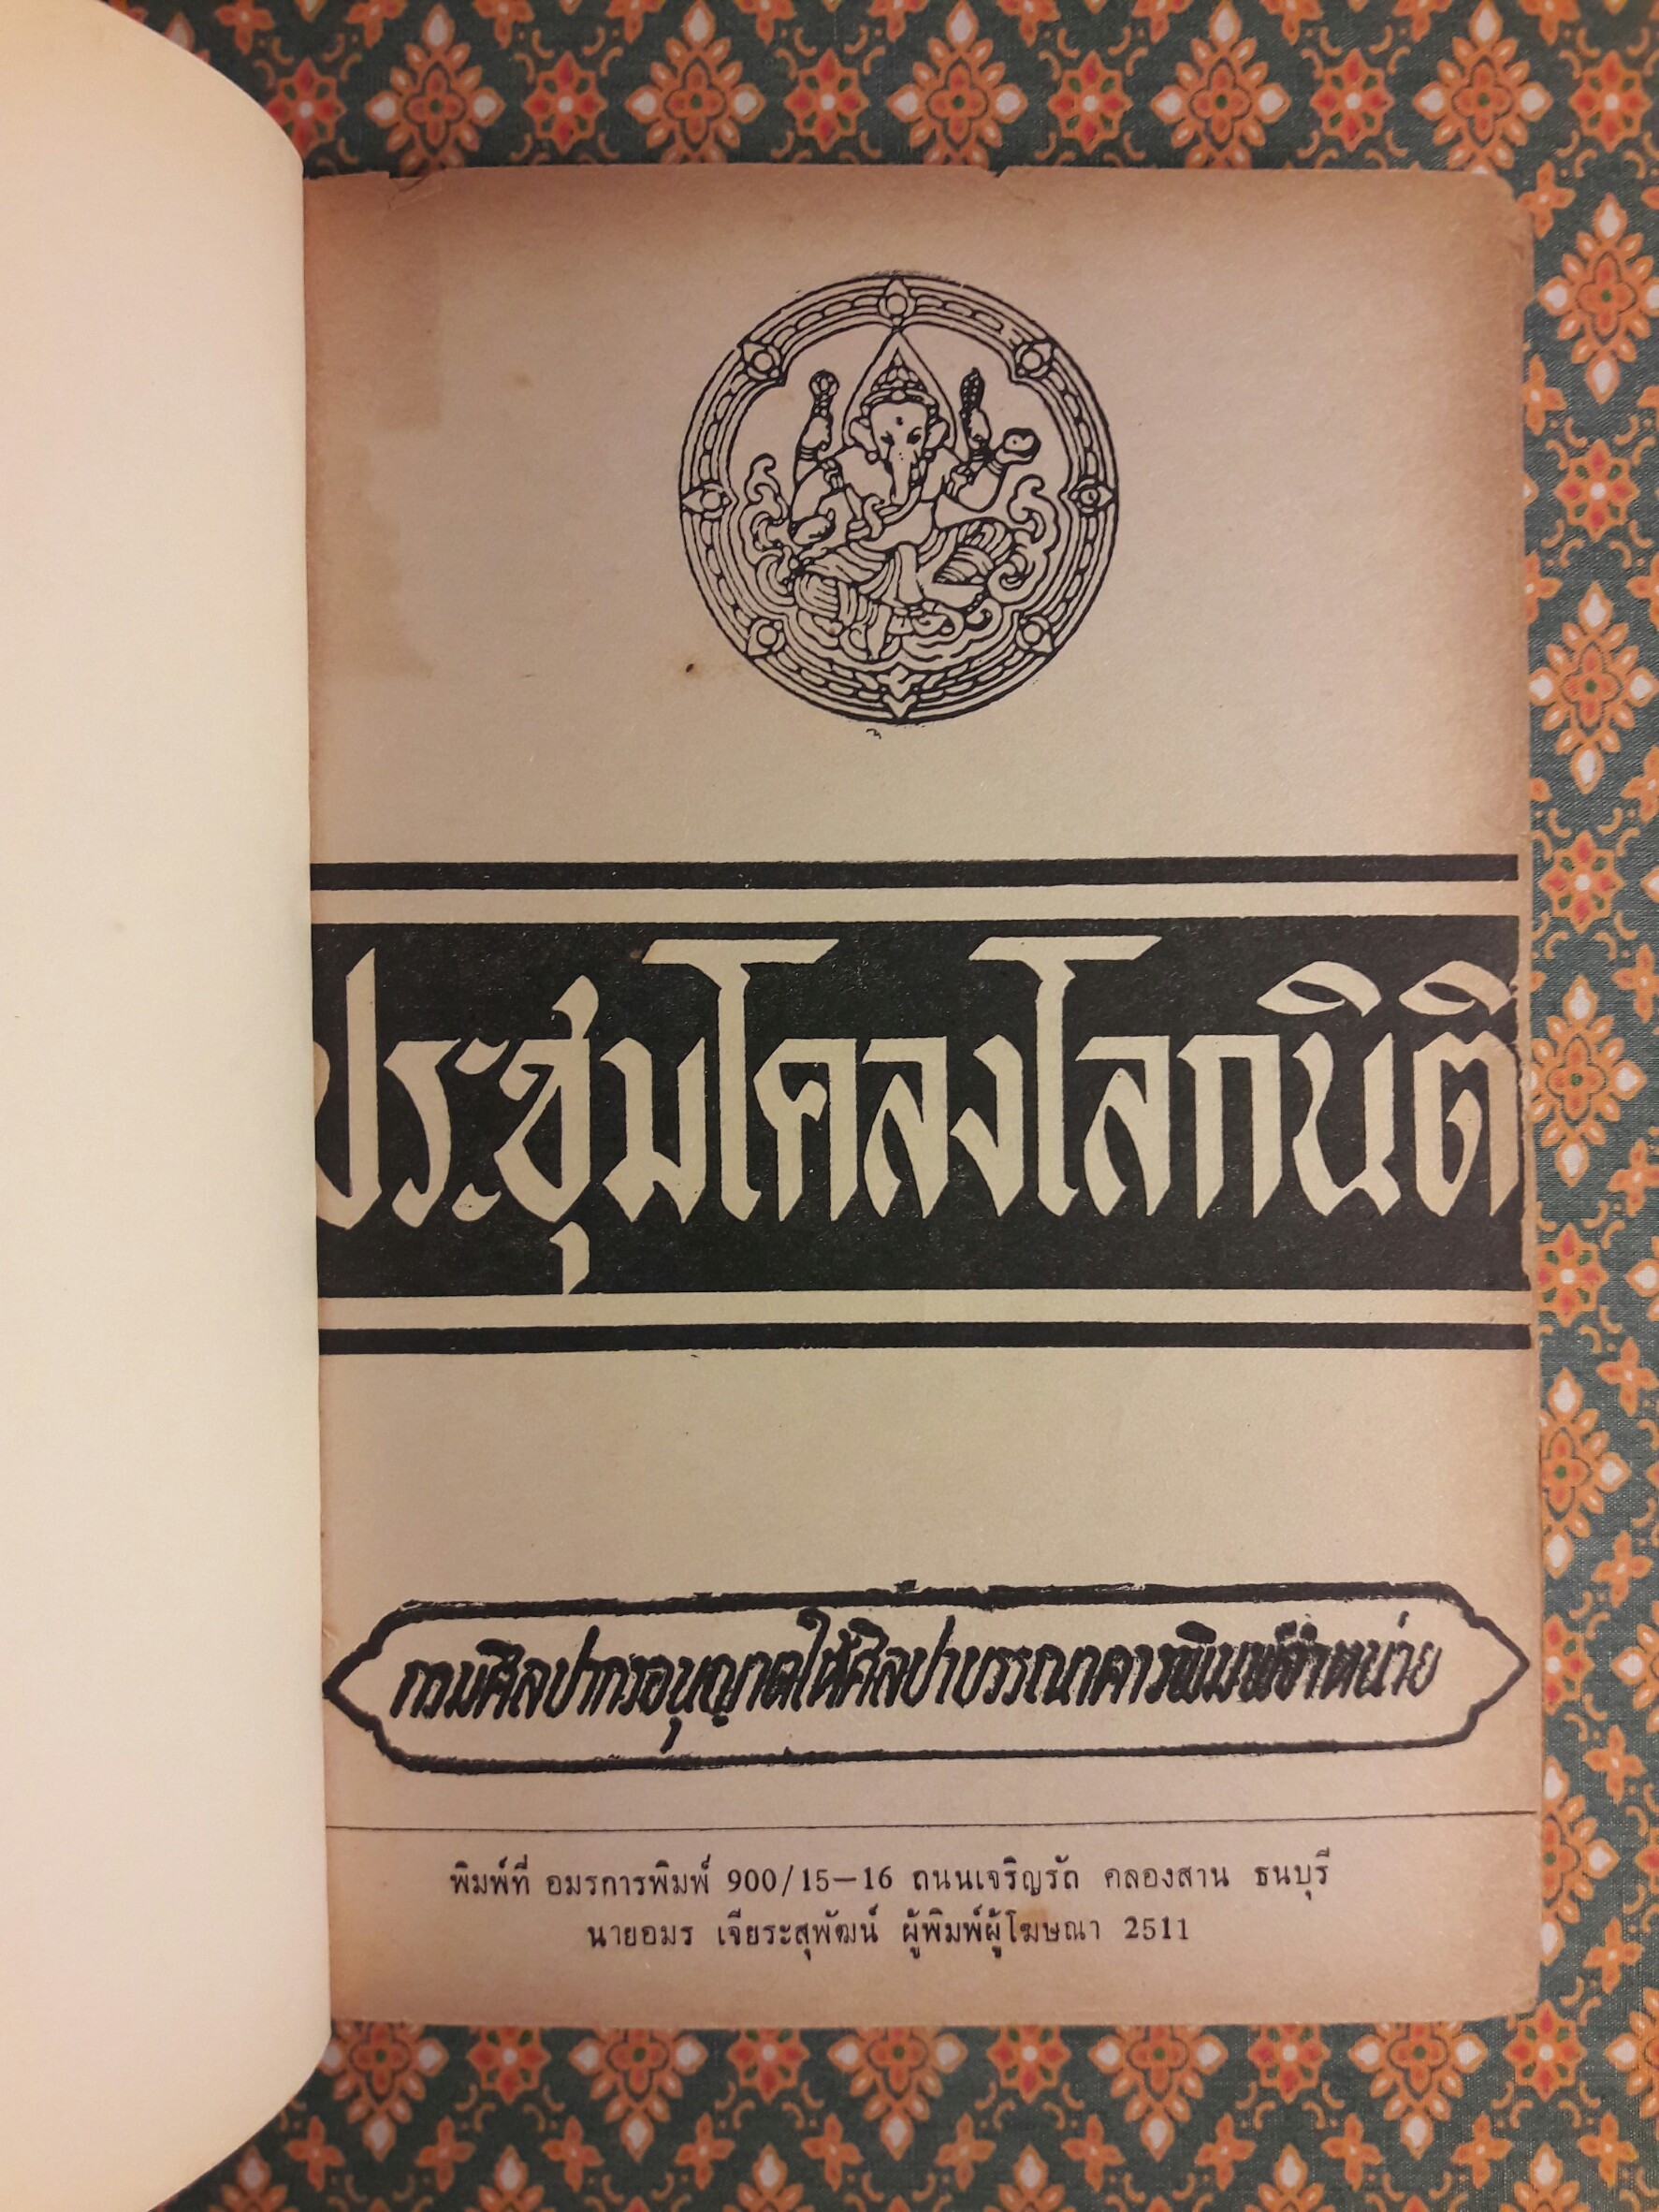 ประชุมโคลงโลกนิติ
กรมศิลปากรอนุญาตให้ศิลปาบรรณาคารพิมพ์จำหน่าย
พิมพ์ที่ อมรการพิมพ์ 900/15-16 ถนนเจริญรัถ คลองสาน ธนบุรี
นายอมร เจียระสุพัฒน์ ผู้พิมพ์ผู้โฆษณา 2511